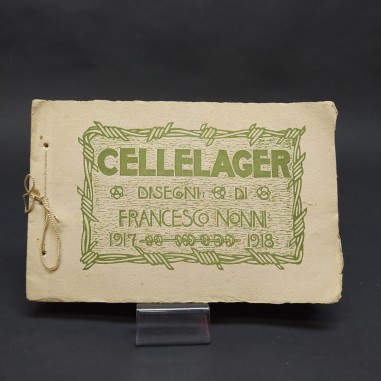 CELLELAGER
DISEGNI DI
FRANCESCO NONNI
1917 1918